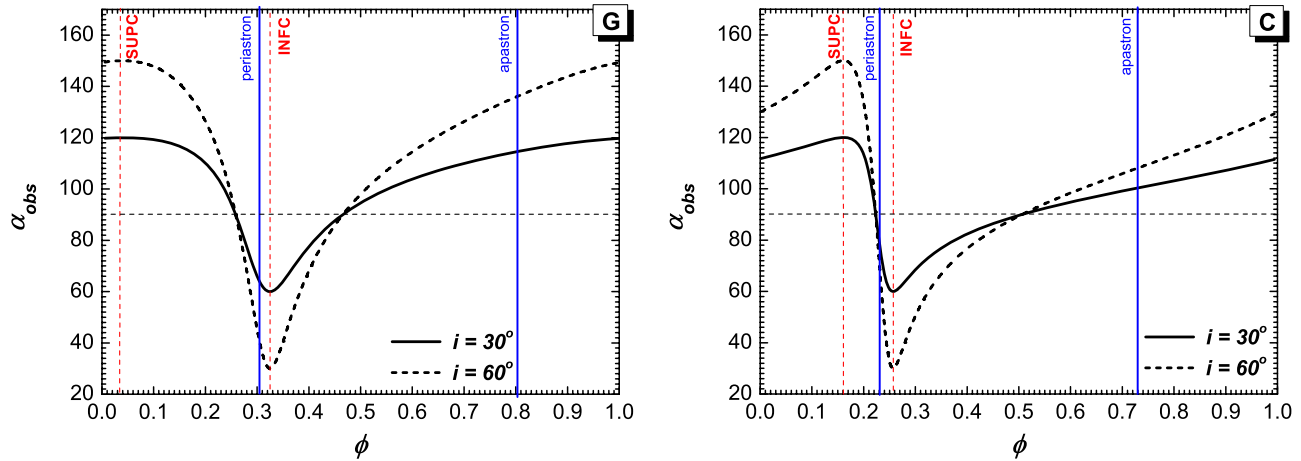 G
SUPC
periastron
INFC
apastron
160
140
120
100
80
60
40
20
α_obs
0.0 0.1 0.2 0.3 0.4 0.5 0.6 0.7 0.8 0.9 1.0
ϕ
i = 30°
i = 60°
C
SUPC
periastron
INFC
apastron
160
140
120
100
80
60
40
20
α_obs
0.0 0.1 0.2 0.3 0.4 0.5 0.6 0.7 0.8 0.9 1.0
ϕ
i = 30°
i = 60°